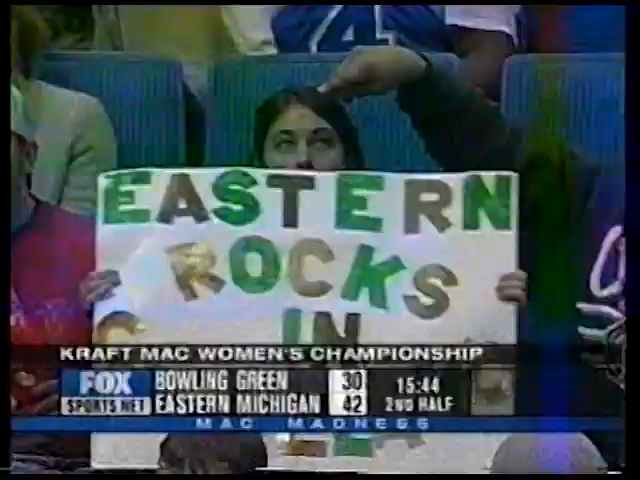 4
EASTERN
ROCKS
IN
KRAFT MAC WOMEN'S CHAMPIONSHIP
FOX SPORTS NET
BOWLING GREEN 30
EASTERN MICHIGAN 42
15:44
2ND HALF
MAC MADNESS